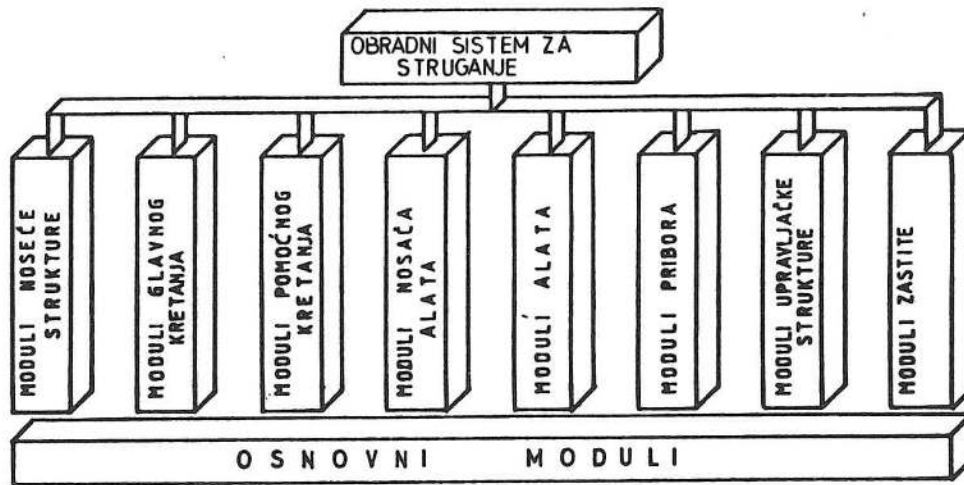 OBRADNI SISTEM ZA
STRUGANJE
MODULI NOSEĆE
STRUKTURE
MODULI GLAVNOG
KRETANJA
MODULI POMOĆNOG
KRETANJA
MODULI NOSAČA
ALATA
MODULI ALATA
MODULI PRIBORA
MODULI UPRAVLJAČKE
STRUKTURE
MODULI ZASTITE
OSNOVNI MODULI